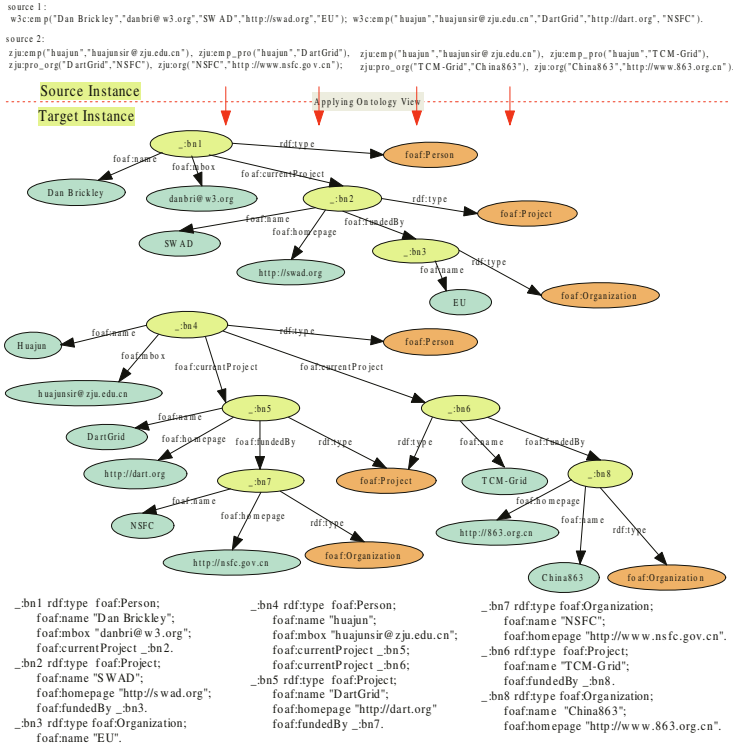 source 1:
w3c:emp("Dan Brickley","danbri@w3.org","SWAD","http://swad.org","EU"); w3c:emp("huajun","huajunsir@zju.edu.cn","DartGrid","http://dart.org", "NSFC").
source 2:
zju:emp("huajun","huajunsir@zju.edu.cn"), zju:emp_pro("huajun","DartGrid),
zju:pro_org("DartGrid","NSFC"), zju:org("NSFC","http://www.nsfc.gov.cn");
zju:emp("huajun","huajunsir@zju.edu.cn"), zju:emp_pro("huajun","TCM-Grid),
zju:pro_org("TCM-Grid","China863"), zju:org("China863","http://www.863.org.cn").
Source Instance
Applying Ontology View
Target Instance
_:bn1
rdf:type
foaf:Person
foaf:name
foaf:mbox
foaf:currentProject
Dan Brickley
danbri@w3.org
_:bn2
rdf:type
foaf:Project
foaf:name
foaf:homepage
foaf:fundedBy
SWAD
_:bn3
rdf:type
foaf:name
http://swad.org
EU
foaf:Organization
_:bn4
rdf:type
foaf:Person
foaf:name
Huajun
foaf:mbox
foaf:currentProject
foaf:currentProject
huajunsir@zju.edu.cn
_:bn5
_:bn6
foaf:name
DartGrid
foaf:homepage
foaf:fundedBy
rdf:type
rdf:type
foaf:name
foaf:fundedBy
http://dart.org
_:bn7
foaf:Project
TCM-Grid
_:bn8
foaf:name
foaf:homepage
rdf:type
foaf:homepage
foaf:name
rdf:type
NSFC
http://863.org.cn
http://nsfc.gov.cn
foaf:Organization
China863
foaf:Organization
_:bn1 rdf:type foaf:Person;
foaf:name "Dan Brickley";
foaf:mbox "danbri@w3.org";
foaf:currentProject _:bn2.
_:bn2 rdf:type foaf:Project;
foaf:name "SWAD";
foaf:homepage "http://swad.org";
foaf:fundedBy _:bn3.
_:bn3 rdf:type foaf:Organization;
foaf:name "EU".
_:bn4 rdf:type foaf:Person;
foaf:name "huajun";
foaf:mbox "huajunsir@zju.edu.cn";
foaf:currentProject _:bn5;
foaf:currentProject _:bn6;
_:bn5 rdf:type foaf:Project;
foaf:name "DartGrid";
foaf:homepage "http://dart.org"
foaf:fundedBy _:bn7.
_:bn7 rdf:type foaf:Organization;
foaf:name "NSFC";
foaf:homepage "http://www.nsfc.gov.cn".
_:bn6 rdf:type foaf:Project;
foaf:name "TCM-Grid";
foaf:fundedBy _:bn8.
_:bn8 rdf:type foaf:Organization;
foaf:name "China863";
foaf:homepage "http://www.863.org.cn".